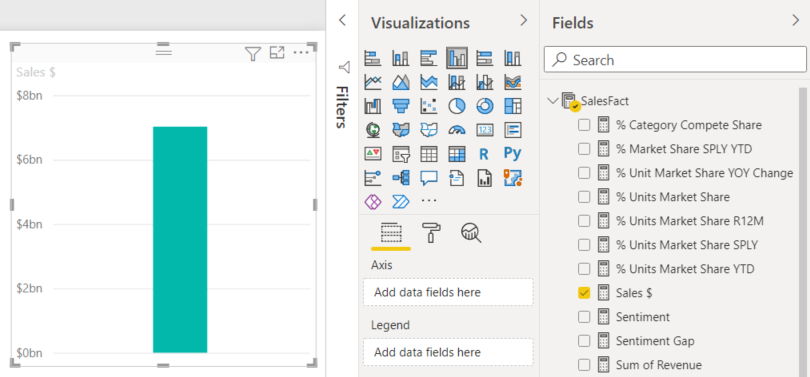 Sales $
$8bn
$6bn
$4bn
$2bn
$0bn
Filters
Visualizations
123
R
Py
Axis
Add data fields here
Legend
Add data fields here
Fields
Search
SalesFact
% Category Compete Share
% Market Share SPLY YTD
% Unit Market Share YOY Change
% Units Market Share
% Units Market Share R12M
% Units Market Share SPLY
% Units Market Share YTD
Sales $
Sentiment
Sentiment Gap
Sum of Revenue